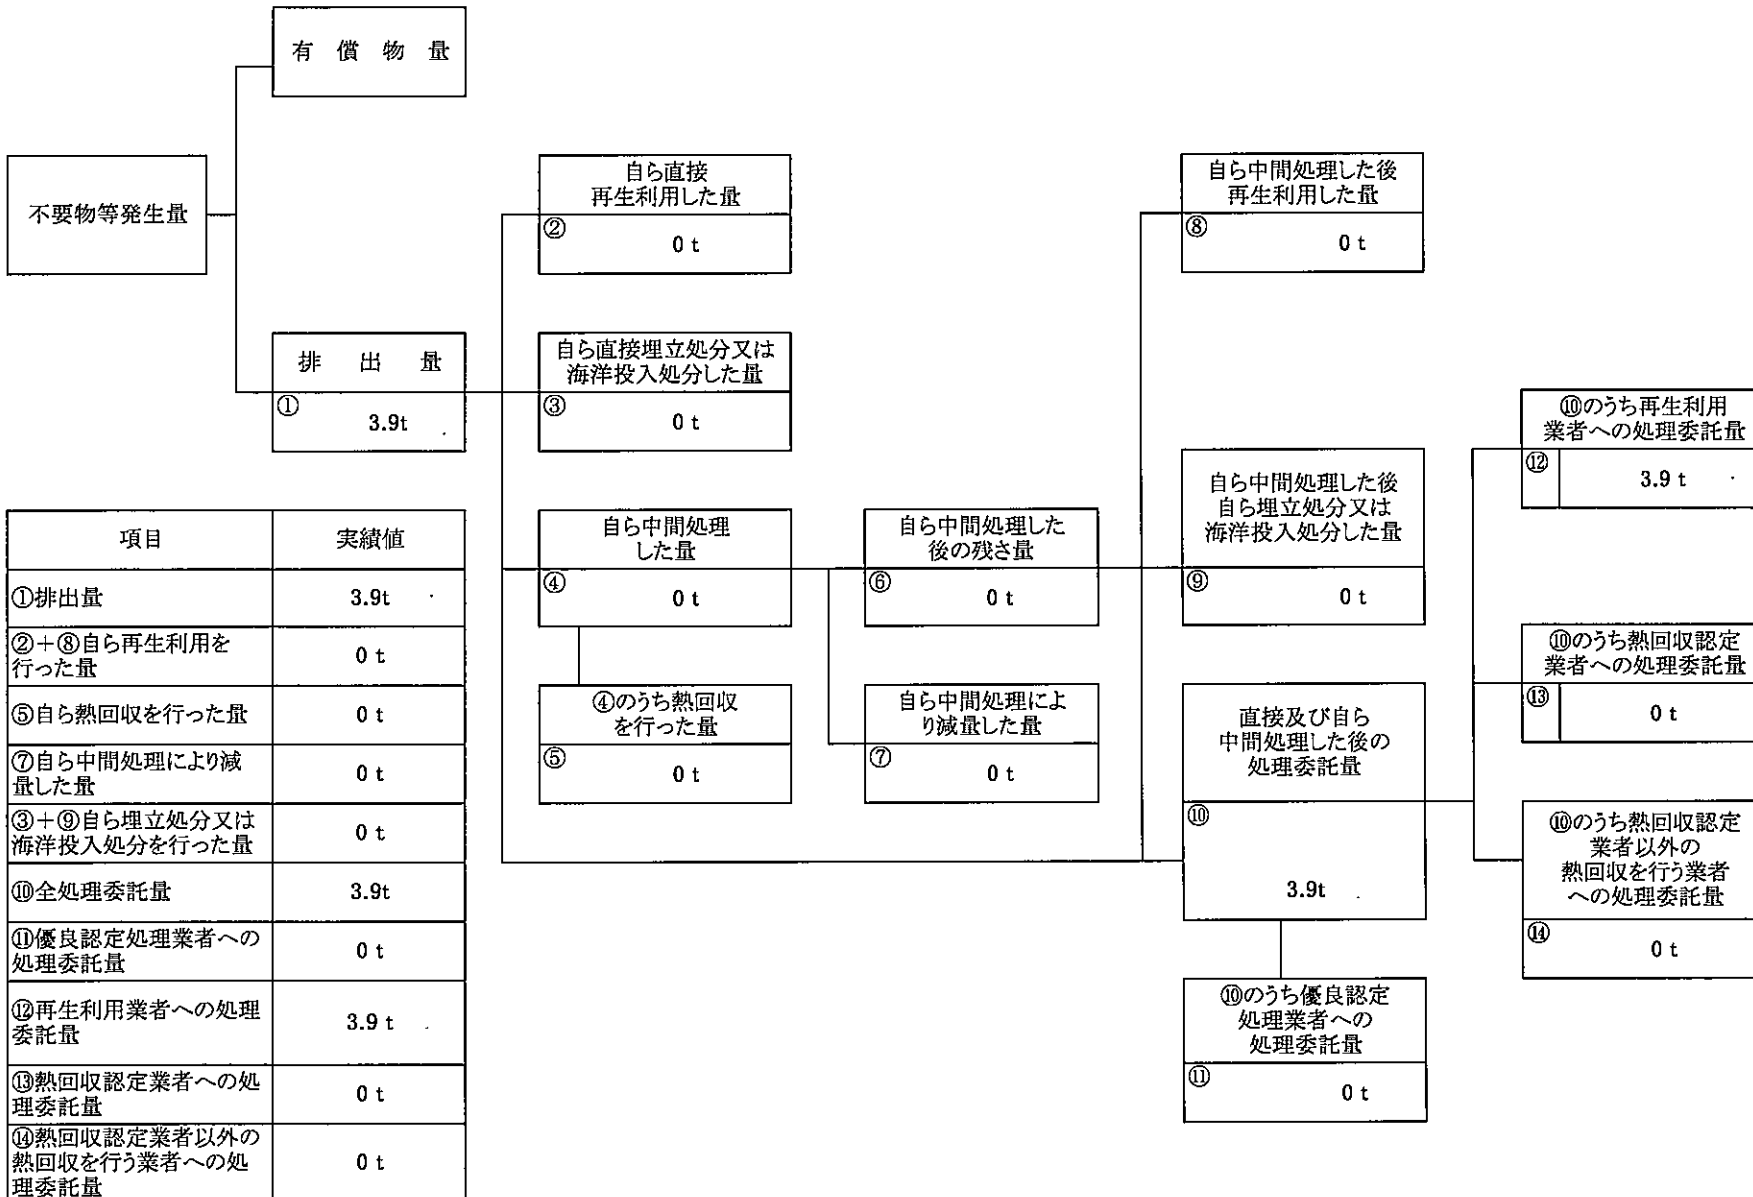 有償物量
不要物等発生量
排出量
① 3.9t
自ら直接
再生利用した量
② 0 t
自ら直接埋立処分又は
海洋投入処分した量
③ 0 t
自ら中間処理
した量
④ 0 t
④のうち熱回収
を行った量
⑤ 0 t
自ら中間処理した
後の残さ量
⑥ 0 t
自ら中間処理によ
り減量した量
⑦ 0 t
自ら中間処理した後
再生利用した量
⑧ 0 t
自ら中間処理した後
自ら埋立処分又は
海洋投入処分した量
⑨ 0 t
直接及び自ら
中間処理した後の
処理委託量
⑩
3.9t
⑩のうち優良認定
処理業者への
処理委託量
⑪ 0 t
⑩のうち再生利用
業者への処理委託量
⑫ 3.9 t
⑩のうち熱回収認定
業者への処理委託量
⑬ 0 t
⑩のうち熱回収認定
業者以外の
熱回収を行う業者
への処理委託量
⑭ 0 t
項目 実績値
①排出量 3.9t
②+⑧自ら再生利用を
行った量 0 t
⑤自ら熱回収を行った量 0 t
⑦自ら中間処理により減
量した量 0 t
③+⑨自ら埋立処分又は
海洋投入処分を行った量 0 t
⑩全処理委託量 3.9t
⑪優良認定処理業者への
処理委託量 0 t
⑫再生利用業者への処理
委託量 3.9 t
⑬熱回収認定業者への処
理委託量 0 t
⑭熱回収認定業者以外の
熱回収を行う業者への処
理委託量 0 t